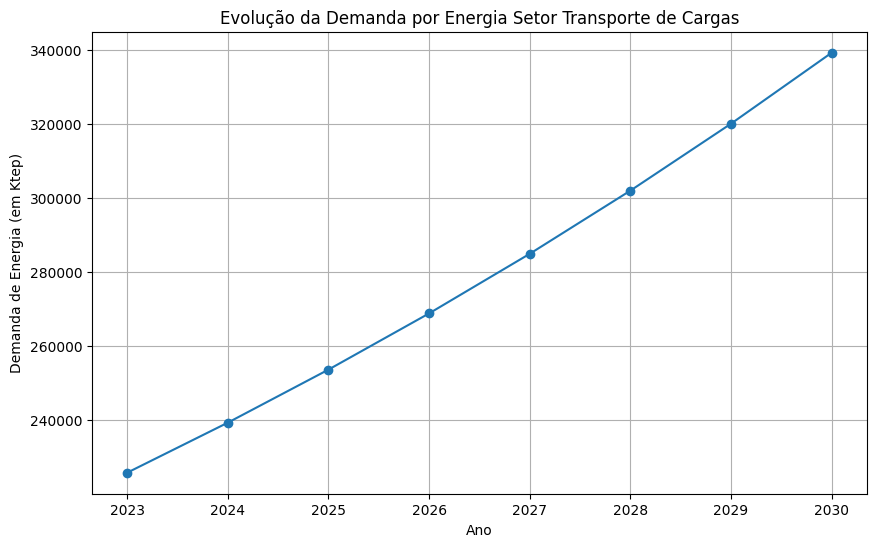 Evolução da Demanda por Energia Setor Transporte de Cargas
340000
320000
300000
280000
260000
240000
Demanda de Energia (em Ktep)
2023 2024 2025 2026 2027 2028 2029 2030
Ano